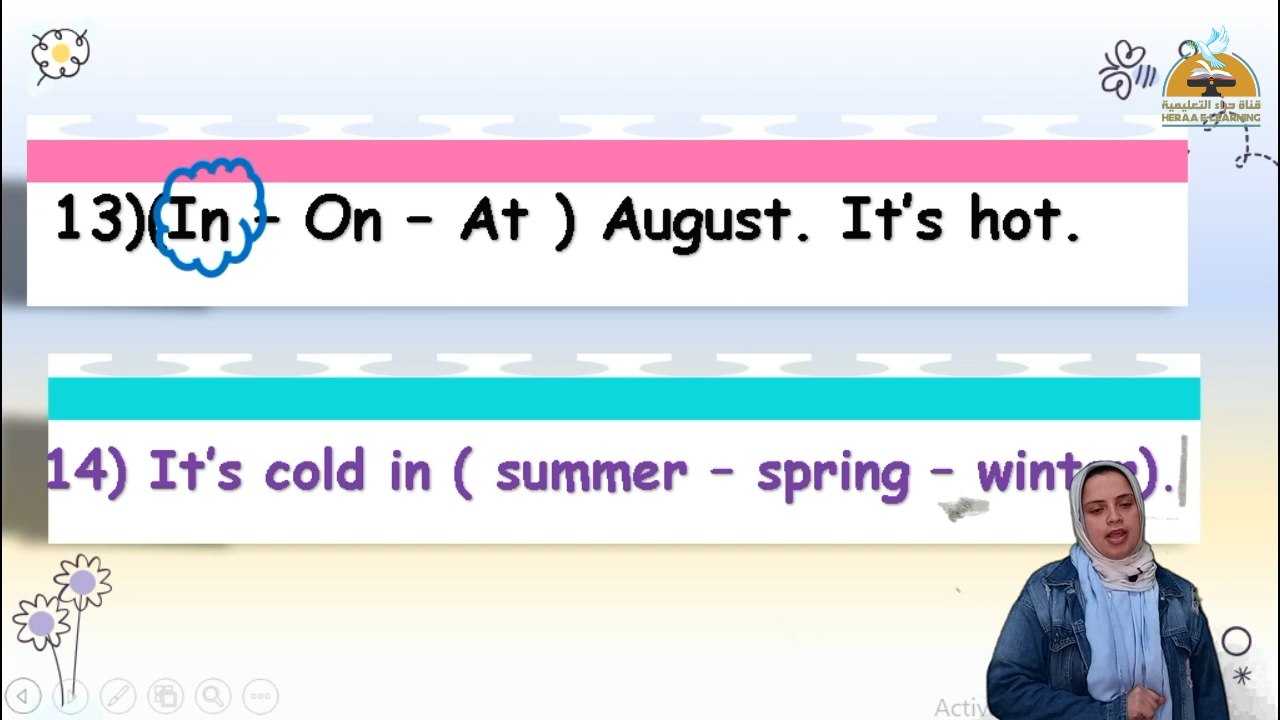 قناة حراء التعليمية
HERAA E-LEARNING
13)(In – On – At ) August. It's hot.
14) It's cold in ( summer – spring – winter).
Activ